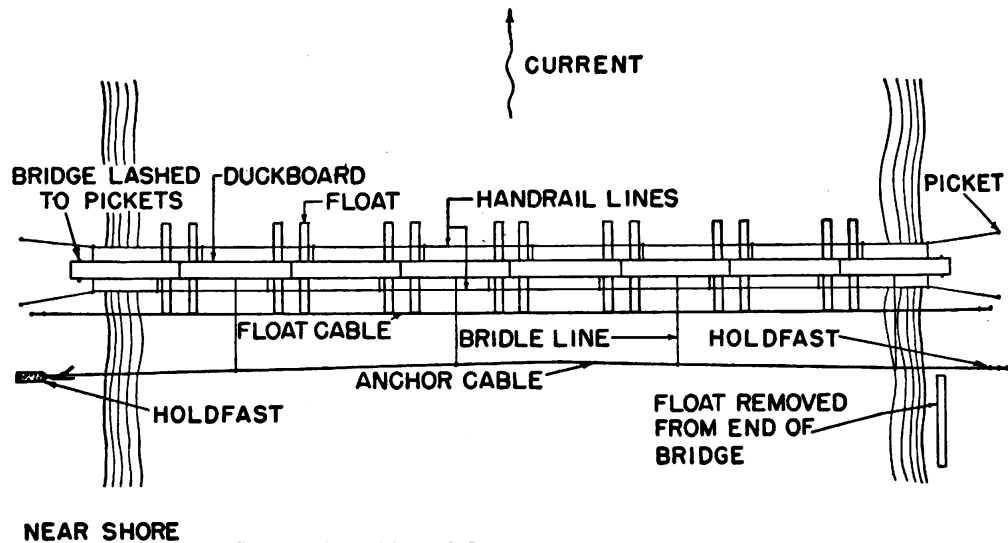 CURRENT
BRIDGE LASHED
TO PICKETS
DUCKBOARD
FLOAT
HANDRAIL LINES
PICKET
FLOAT CABLE
BRIDLE LINE
HOLDFAST
ANCHOR CABLE
HOLDFAST
FLOAT REMOVED
FROM END OF
BRIDGE
NEAR SHORE